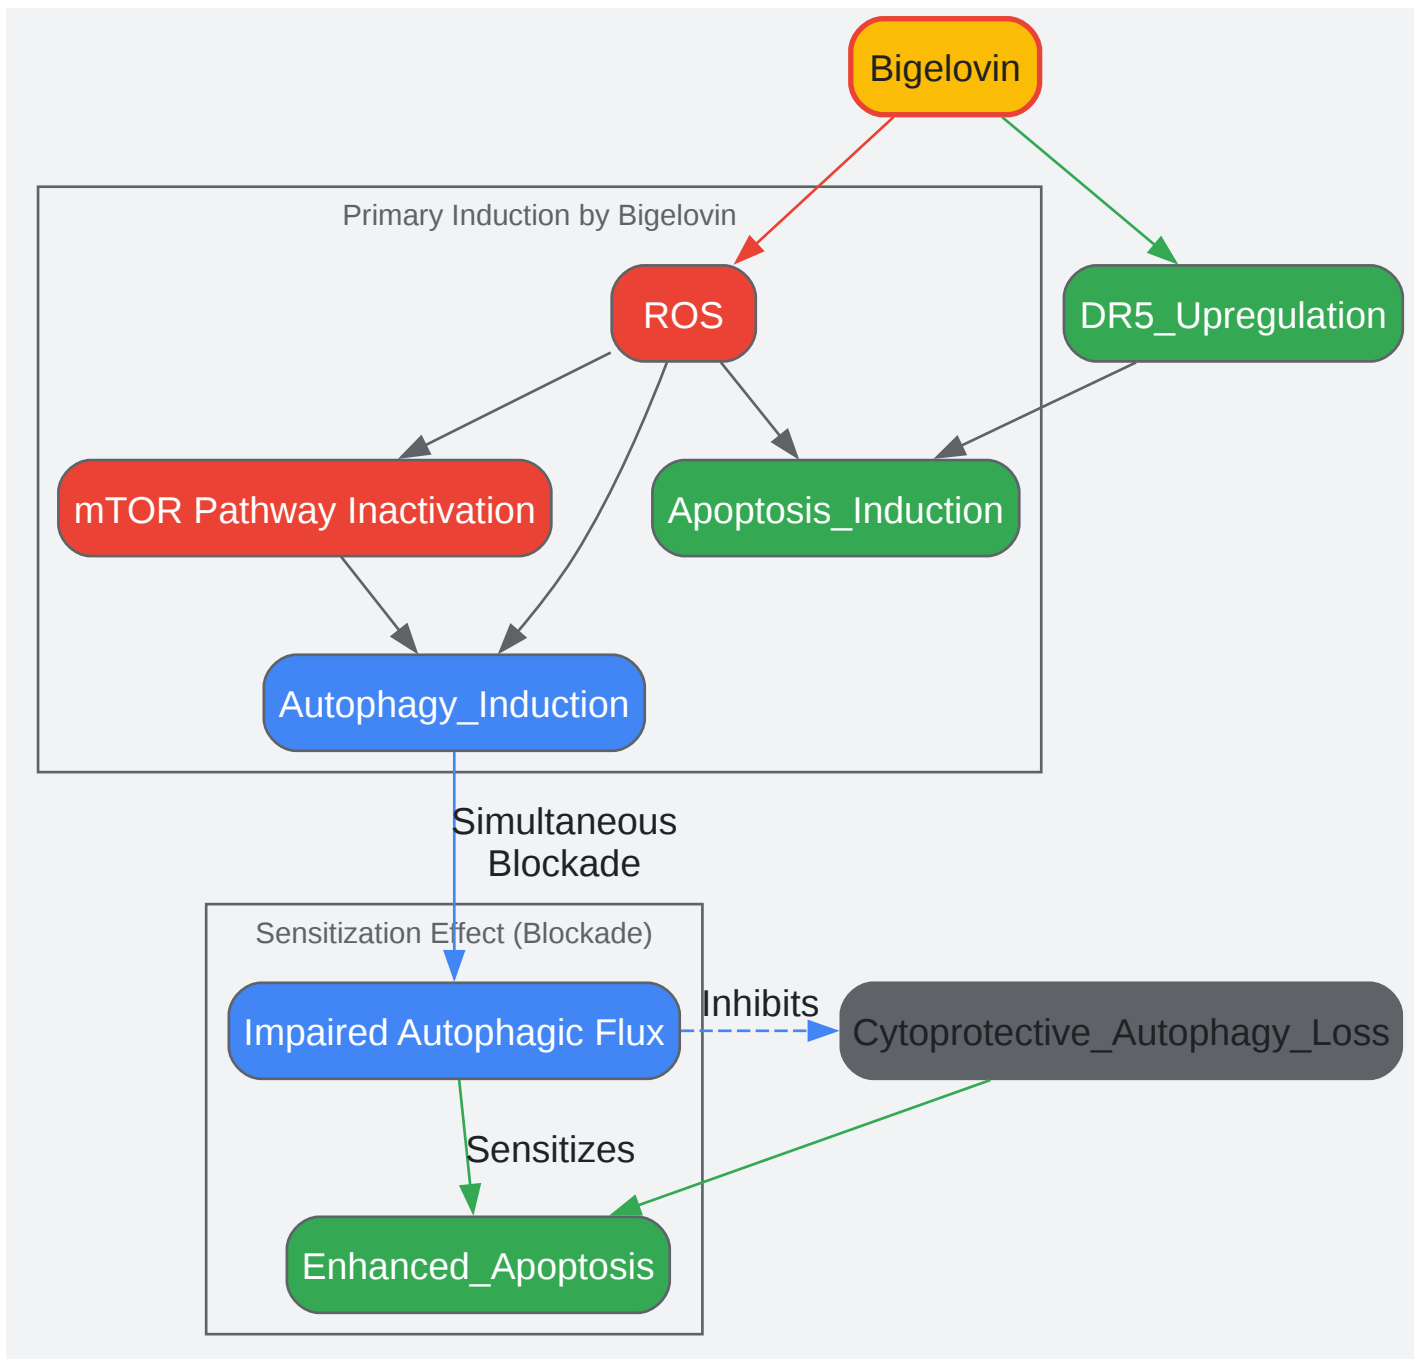 Bigelovin
Primary Induction by Bigelovin
ROS
DR5_Upregulation
mTOR Pathway Inactivation
Apoptosis_Induction
Autophagy_Induction
Simultaneous
Blockade
Sensitization Effect (Blockade)
Impaired Autophagic Flux
Inhibits
Cytoprotective_Autophagy_Loss
Sensitizes
Enhanced_Apoptosis